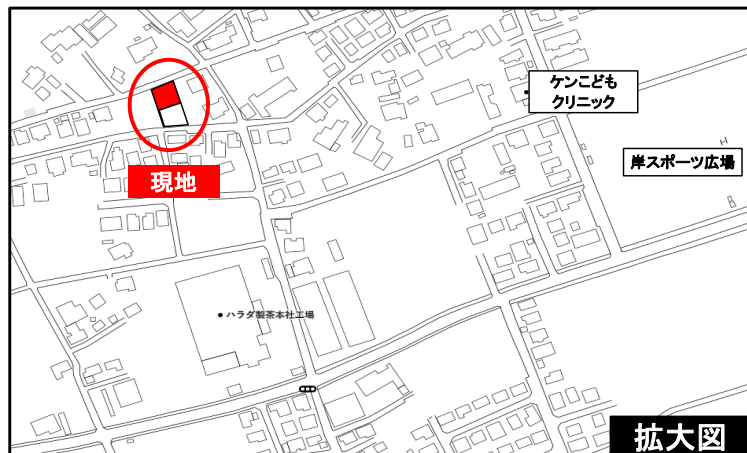 ケンこども
クリニック
岸スポーツ広場
現地
ハラダ製茶本社工場
拡大図